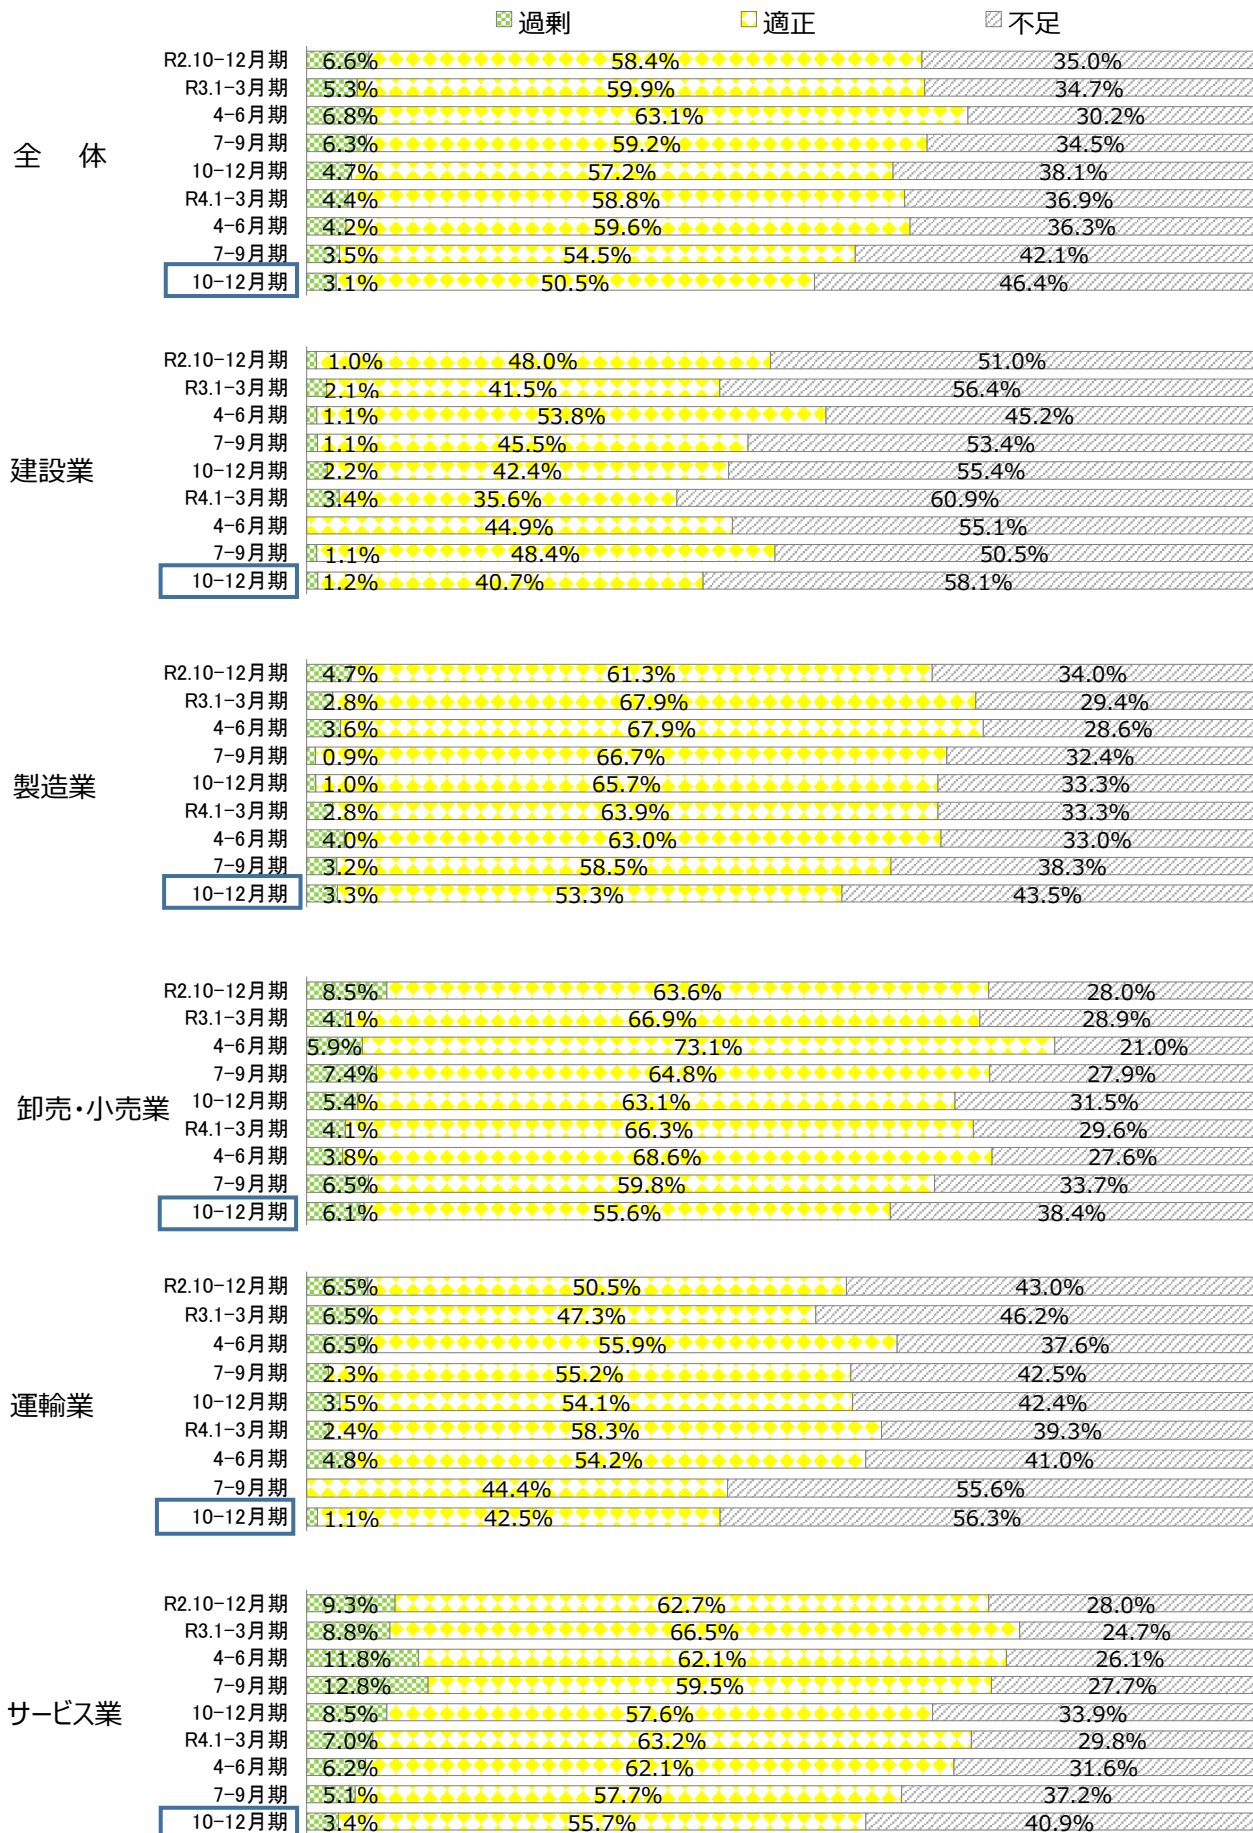 過剰 適正 不足
全 体
R2.10-12月期 6.6% 58.4% 35.0%
R3.1-3月期 5.3% 59.9% 34.7%
4-6月期 6.8% 63.1% 30.2%
7-9月期 6.3% 59.2% 34.5%
10-12月期 4.7% 57.2% 38.1%
R4.1-3月期 4.4% 58.8% 36.9%
4-6月期 4.2% 59.6% 36.3%
7-9月期 3.5% 54.5% 42.1%
10-12月期 3.1% 50.5% 46.4%
建設業
R2.10-12月期 1.0% 48.0% 51.0%
R3.1-3月期 2.1% 41.5% 56.4%
4-6月期 1.1% 53.8% 45.2%
7-9月期 1.1% 45.5% 53.4%
10-12月期 2.2% 42.4% 55.4%
R4.1-3月期 3.4% 35.6% 60.9%
4-6月期 44.9% 55.1%
7-9月期 1.1% 48.4% 50.5%
10-12月期 1.2% 40.7% 58.1%
製造業
R2.10-12月期 4.7% 61.3% 34.0%
R3.1-3月期 2.8% 67.9% 29.4%
4-6月期 3.6% 67.9% 28.6%
7-9月期 0.9% 66.7% 32.4%
10-12月期 1.0% 65.7% 33.3%
R4.1-3月期 2.8% 63.9% 33.3%
4-6月期 4.0% 63.0% 33.0%
7-9月期 3.2% 58.5% 38.3%
10-12月期 3.3% 53.3% 43.5%
卸売・小売業
R2.10-12月期 8.5% 63.6% 28.0%
R3.1-3月期 4.1% 66.9% 28.9%
4-6月期 5.9% 73.1% 21.0%
7-9月期 7.4% 64.8% 27.9%
10-12月期 5.4% 63.1% 31.5%
R4.1-3月期 4.1% 66.3% 29.6%
4-6月期 3.8% 68.6% 27.6%
7-9月期 6.5% 59.8% 33.7%
10-12月期 6.1% 55.6% 38.4%
運輸業
R2.10-12月期 6.5% 50.5% 43.0%
R3.1-3月期 6.5% 47.3% 46.2%
4-6月期 6.5% 55.9% 37.6%
7-9月期 2.3% 55.2% 42.5%
10-12月期 3.5% 54.1% 42.4%
R4.1-3月期 2.4% 58.3% 39.3%
4-6月期 4.8% 54.2% 41.0%
7-9月期 44.4% 55.6%
10-12月期 1.1% 42.5% 56.3%
サービス業
R2.10-12月期 9.3% 62.7% 28.0%
R3.1-3月期 8.8% 66.5% 24.7%
4-6月期 11.8% 62.1% 26.1%
7-9月期 12.8% 59.5% 27.7%
10-12月期 8.5% 57.6% 33.9%
R4.1-3月期 7.0% 63.2% 29.8%
4-6月期 6.2% 62.1% 31.6%
7-9月期 5.1% 57.7% 37.2%
10-12月期 3.4% 55.7% 40.9%